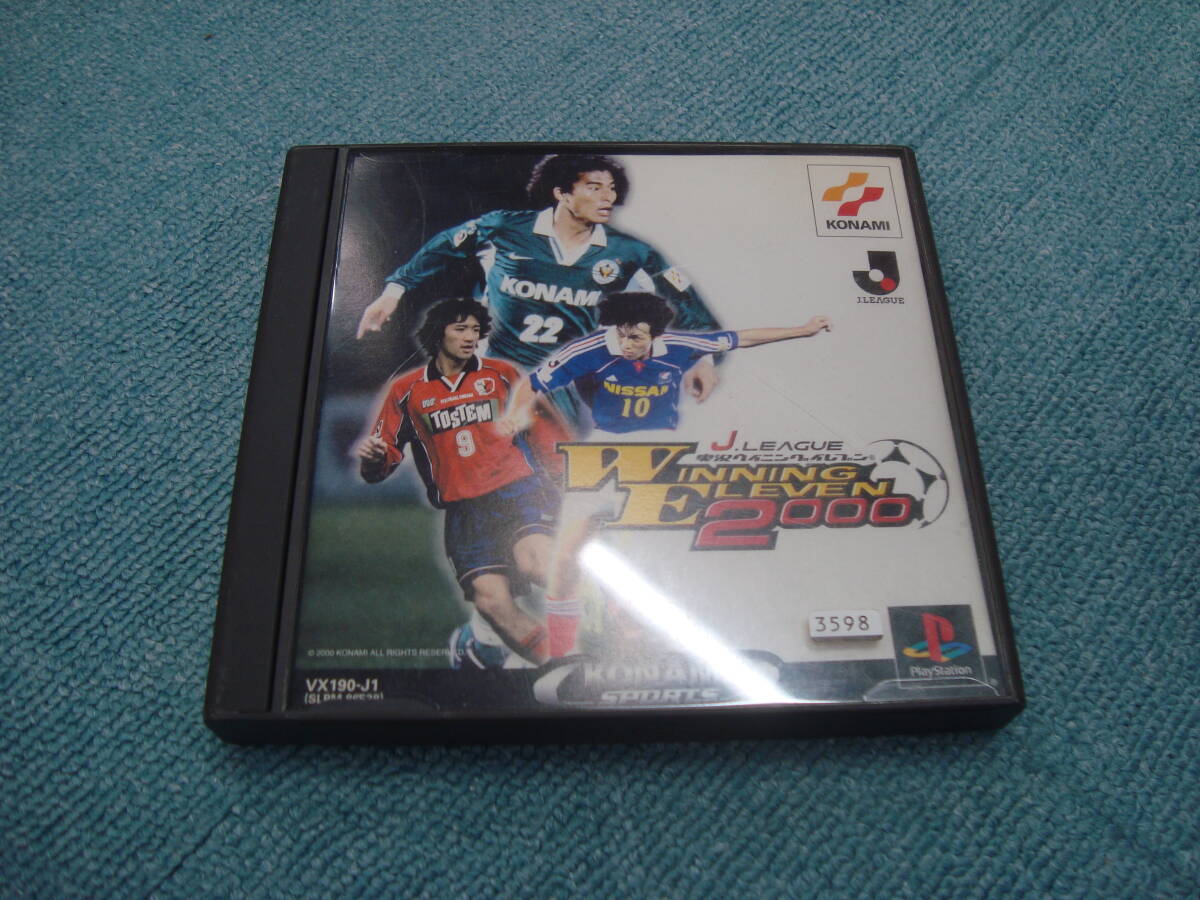 KONAMI
J.LEAGUE
KONAMI
22
NISSAN
10
TOSTEM
9
J.LEAGUE
実況ウイニングイレブン®
WINNING
ELEVEN
2000
3598
PlayStation
© 2000 KONAMI ALL RIGHTS RESERVED.
KONAMI
SPORTS
VX190-J1